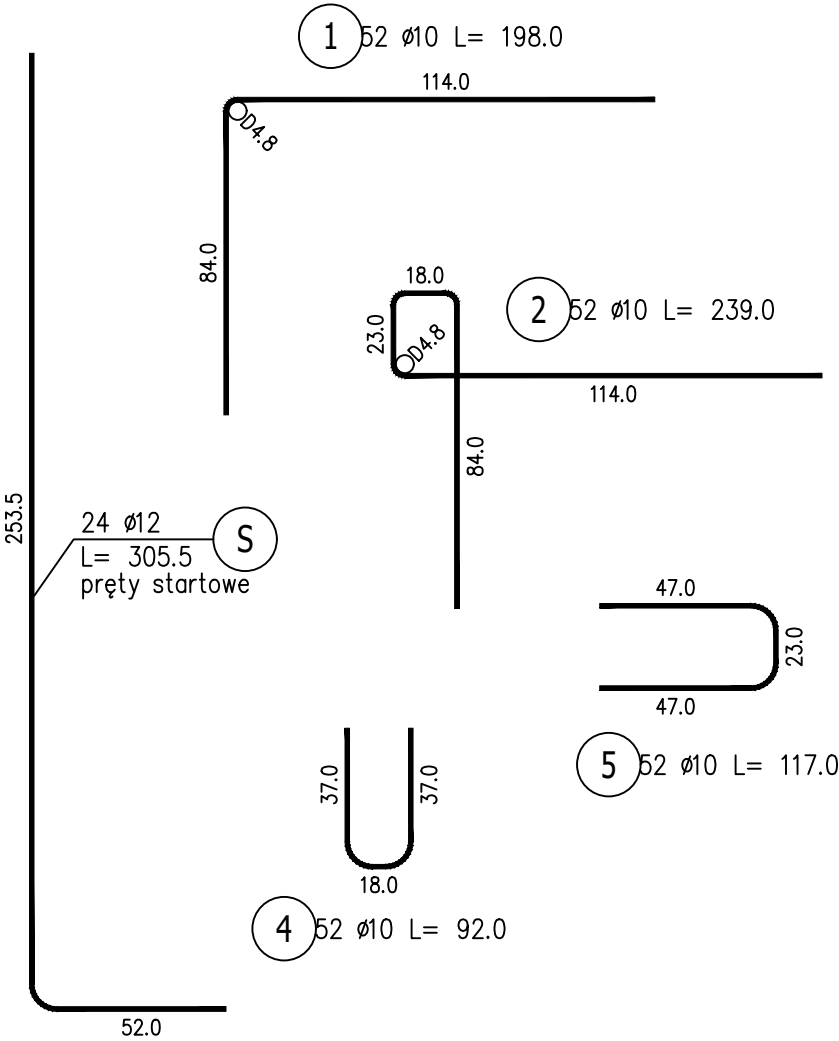 1 52 ø10 L= 198.0
114.0
D4.8
84.0
18.0
2 52 ø10 L= 239.0
23.0
D4.8
114.0
84.0
253.5
24 ø12
S
L= 305.5
pręty startowe
47.0
23.0
47.0
5 52 ø10 L= 117.0
37.0
37.0
18.0
4 52 ø10 L= 92.0
52.0